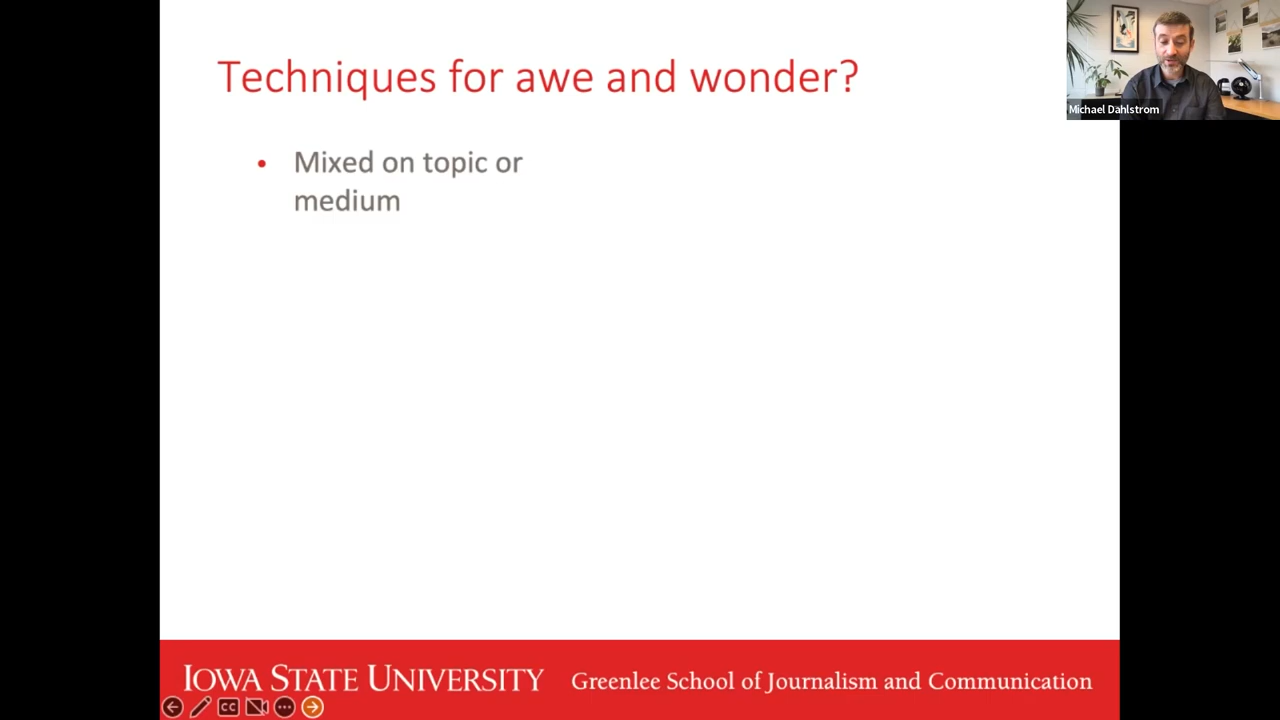 Techniques for awe and wonder?
Michael Dahlstrom
• Mixed on topic or
medium
IOWA STATE UNIVERSITY Greenlee School of Journalism and Communication
CC